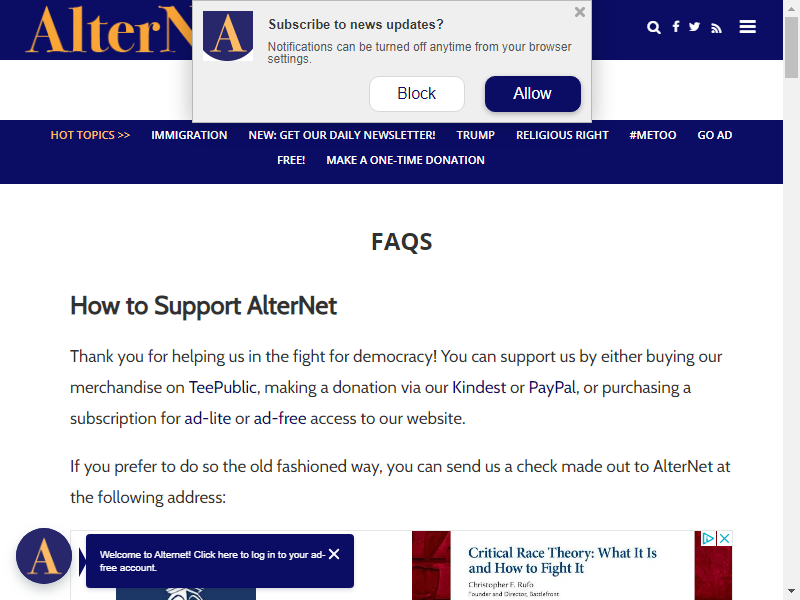 AlterN
Subscribe to news updates?
Notifications can be turned off anytime from your browser
settings.
Block
Allow
HOT TOPICS >>
IMMIGRATION
NEW: GET OUR DAILY NEWSLETTER!
TRUMP
RELIGIOUS RIGHT
#METOO
GO AD
FREE!
MAKE A ONE-TIME DONATION
FAQS
How to Support AlterNet
Thank you for helping us in the fight for democracy! You can support us by either buying our
merchandise on TeePublic, making a donation via our Kindest or PayPal, or purchasing a
subscription for ad-lite or ad-free access to our website.
If you prefer to do so the old fashioned way, you can send us a check made out to AlterNet at
the following address:
Welcome to Alternet! Click here to log in to your ad-
free account.
Critical Race Theory: What It Is
and How to Fight It
Christopher F. Rufo
Founder and Director, Battlefront